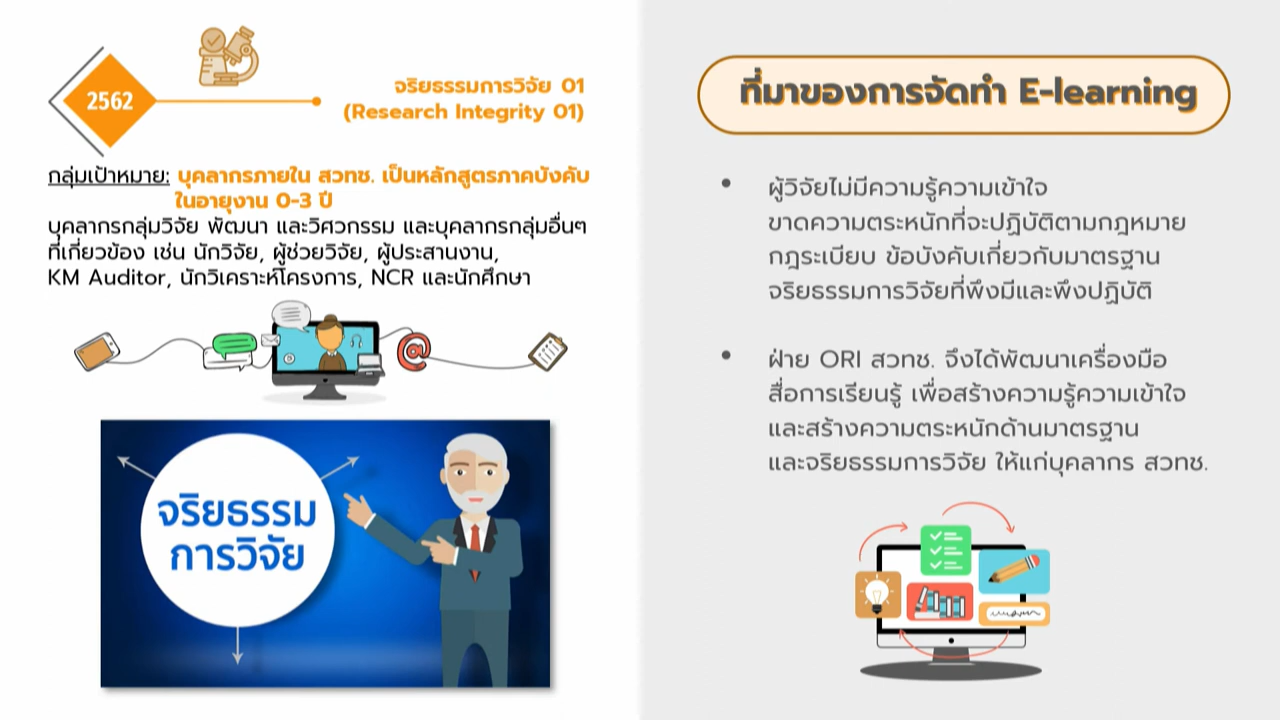 2562
จริยธรรมการวิจัย 01
(Research Integrity 01)
กลุ่มเป้าหมาย: บุคลากรภายใน สวทช. เป็นหลักสูตรภาคบังคับ
ในอายุงาน 0-3 ปี
บุคลากรกลุ่มวิจัย พัฒนา และวิศวกรรม และบุคลากรกลุ่มอื่นๆ
ที่เกี่ยวข้อง เช่น นักวิจัย, ผู้ช่วยวิจัย, ผู้ประสานงาน,
KM Auditor, นักวิเคราะห์โครงการ, NCR และนักศึกษา
@
จริยธรรม
การวิจัย
ที่มาของการจัดทำ E-learning
• ผู้วิจัยไม่มีความรู้ความเข้าใจ
ขาดความตระหนักที่จะปฏิบัติตามกฎหมาย
กฎระเบียบ ข้อบังคับเกี่ยวกับมาตรฐาน
จริยธรรมการวิจัยที่พึงมีและพึงปฏิบัติ
• ฝ่าย ORI สวทช. จึงได้พัฒนาเครื่องมือ
สื่อการเรียนรู้ เพื่อสร้างความรู้ความเข้าใจ
และสร้างความตระหนักด้านมาตรฐาน
และจริยธรรมการวิจัย ให้แก่บุคลากร สวทช.